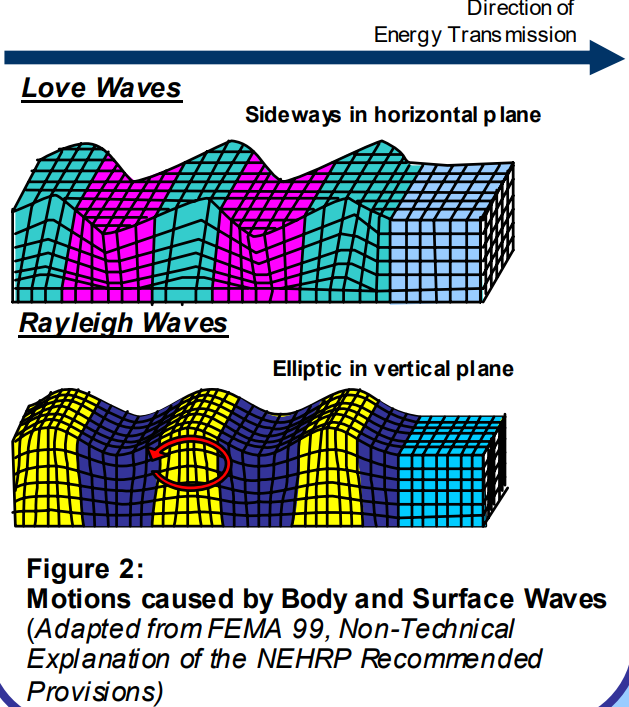 Direction of
Energy Transmission
Love Waves
Sideways in horizontal plane
Rayleigh Waves
Elliptic in vertical plane
Figure 2:
Motions caused by Body and Surface Waves
(Adapted from FEMA 99, Non-Technical
Explanation of the NEHRP Recommended
Provisions)